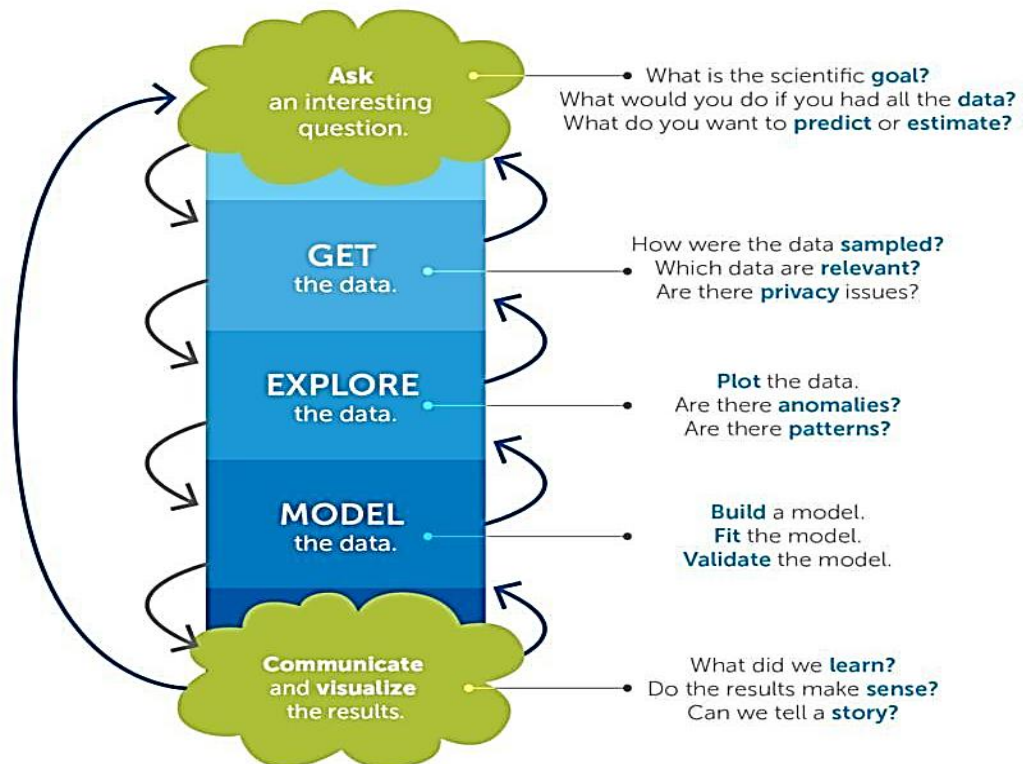 Ask
an interesting
question.
What is the scientific goal?
What would you do if you had all the data?
What do you want to predict or estimate?
GET
the data.
How were the data sampled?
Which data are relevant?
Are there privacy issues?
EXPLORE
the data.
Plot the data.
Are there anomalies?
Are there patterns?
MODEL
the data.
Build a model.
Fit the model.
Validate the model.
Communicate
and visualize
the results.
What did we learn?
Do the results make sense?
Can we tell a story?